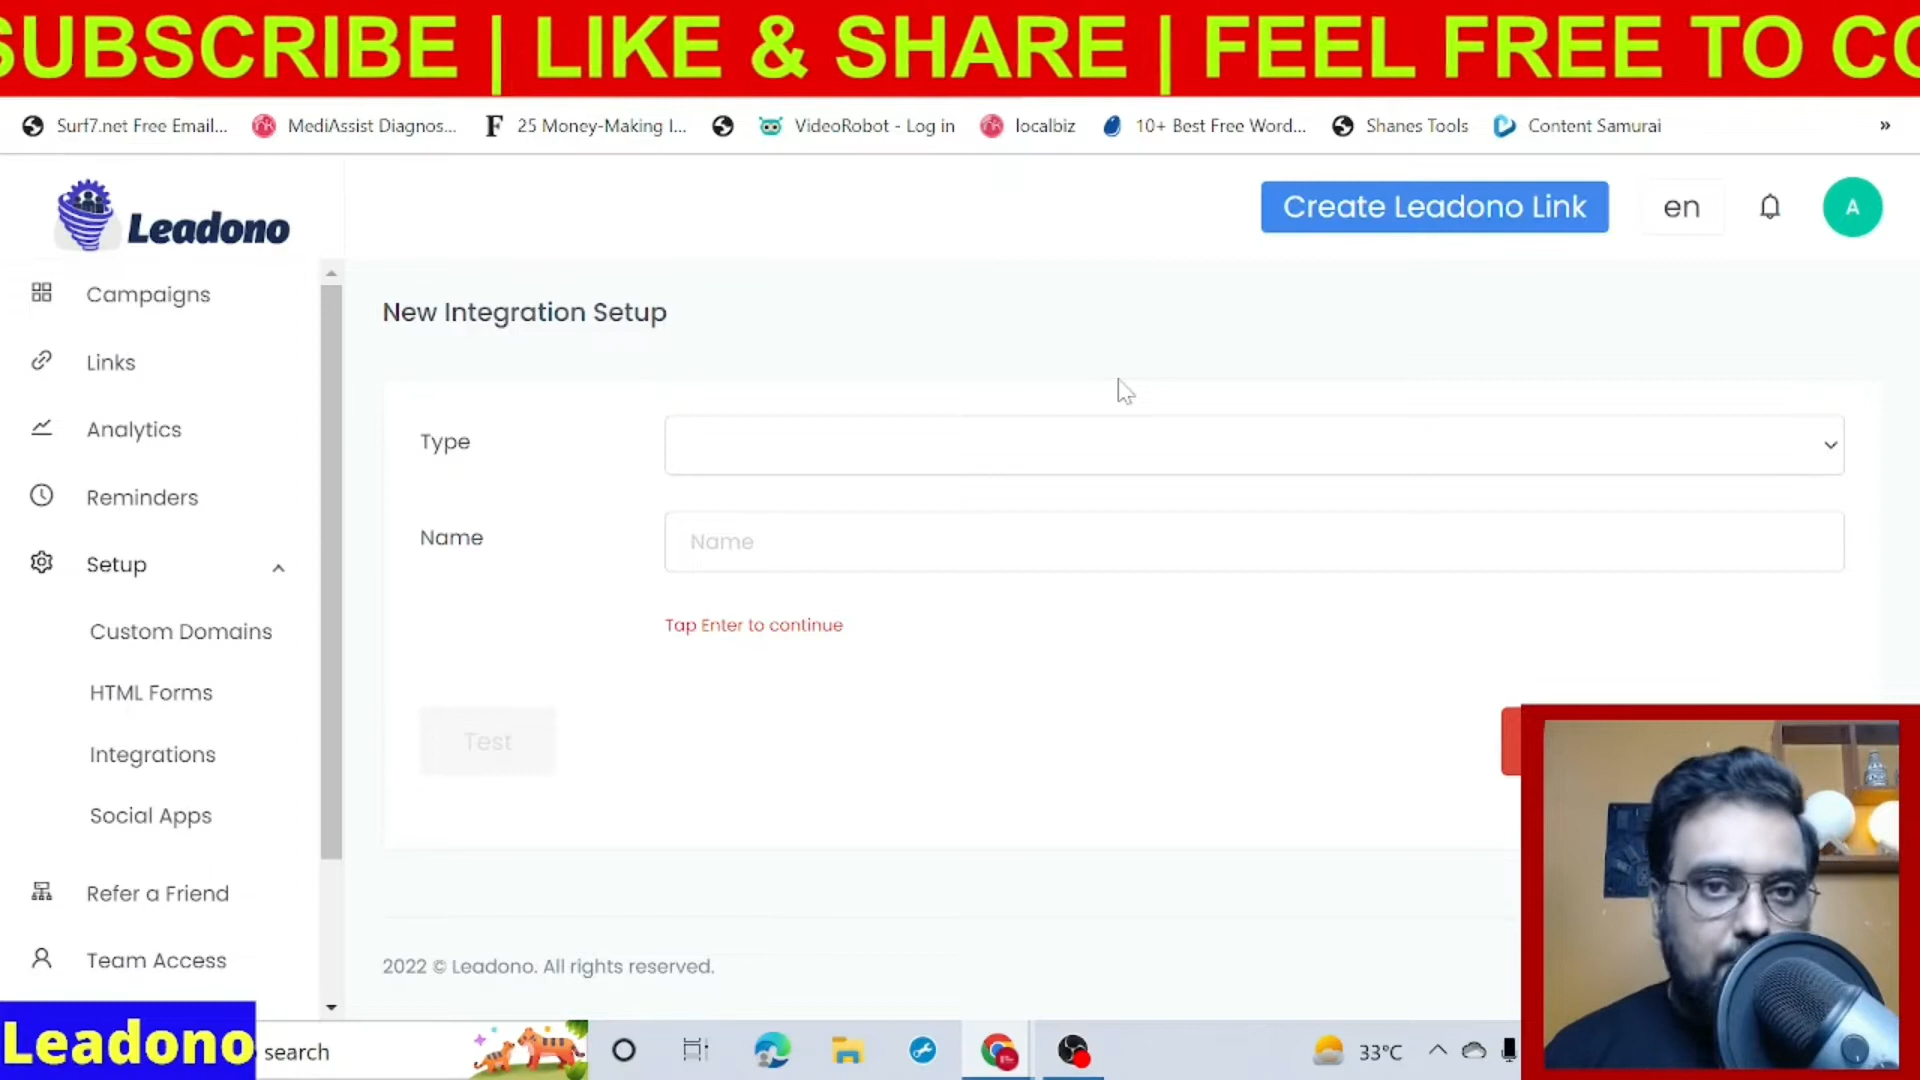 SUBSCRIBE | LIKE & SHARE | FEEL FREE TO CO
Surf7.net Free Email... MediAssist Diagnos... 25 Money-Making I... VideoRobot - Log in localbiz 10+ Best Free Word... Shanes Tools Content Samurai »
Leadono
Create Leadono Link en A
Campaigns
Links
Analytics
Reminders
Setup
Custom Domains
HTML Forms
Integrations
Social Apps
Refer a Friend
Team Access
New Integration Setup
Type
Name Name
Tap Enter to continue
Test
2022 © Leadono. All rights reserved.
Leadono search 33°C